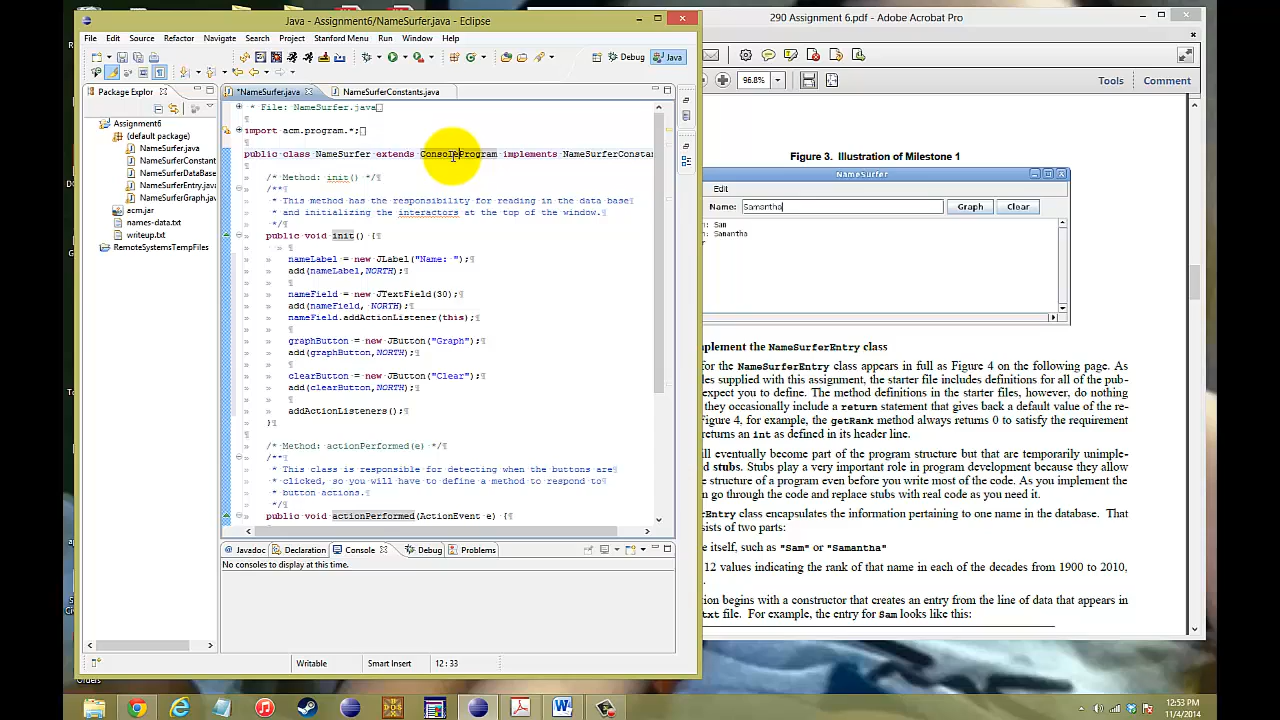 Java - Assignment6/NameSurfer.java - Eclipse
File Edit Source Refactor Navigate Search Project Stanford Menu Run Window Help
Debug Java
Package Explor
Assignment6
(default package)
NameSurfer.java
NameSurferConstant
NameSurferDataBase
NameSurferEntry.java
NameSurferGraph.java
acm.jar
names-data.txt
writeup.txt
RemoteSystemsTempFiles
*NameSurfer.java NameSurferConstants.java
* File: NameSurfer.java
import acm.program.*;
public class NameSurfer extends ConsoleProgram implements NameSurferConstan
/* Method: init() */
/**
* This method has the responsibility for reading in the data base
* and initializing the interactors at the top of the window.
*/
public void init() {
nameLabel = new JLabel("Name: ");
add(nameLabel,NORTH);
nameField = new JTextField(30);
add(nameField, NORTH);
nameField.addActionListener(this);
graphButton = new JButton("Graph");
add(graphButton,NORTH);
clearButton = new JButton("Clear");
add(clearButton,NORTH);
addActionListeners();
}
/* Method: actionPerformed(e) */
/**
* This class is responsible for detecting when the buttons are
* clicked, so you will have to define a method to respond to
* button actions.
*/
public void actionPerformed(ActionEvent e) {
Javadoc Declaration Console Debug Problems
No consoles to display at this time.
Writable Smart Insert 12 : 33
290 Assignment 6.pdf - Adobe Acrobat Pro
96.8%
Tools Comment
Figure 3. Illustration of Milestone 1
NameSurfer
Edit
Name: Samantha Graph Clear
: Sam
: Samantha
r
mplement the NameSurferEntry class
for the NameSurferEntry class appears in full as Figure 4 on the following page. As
des supplied with this assignment, the starter file includes definitions for all of the pub-
expect you to define. The method definitions in the starter files, however, do nothing
they occasionally include a return statement that gives back a default value of the re-
Figure 4, for example, the getRank method always returns 0 to satisfy the requirement
returns an int as defined in its header line.
ill eventually become part of the program structure but that are temporarily unimple-
d stubs. Stubs play a very important role in program development because they allow
e structure of a program even before you write most of the code. As you implement the
n go through the code and replace stubs with real code as you need it.
rEntry class encapsulates the information pertaining to one name in the database. That
sists of two parts:
e itself, such as "Sam" or "Samantha"
12 values indicating the rank of that name in each of the decades from 1900 to 2010,
tion begins with a constructor that creates an entry from the line of data that appears in
txt file. For example, the entry for Sam looks like this:
Orders
12:53 PM
11/4/2014